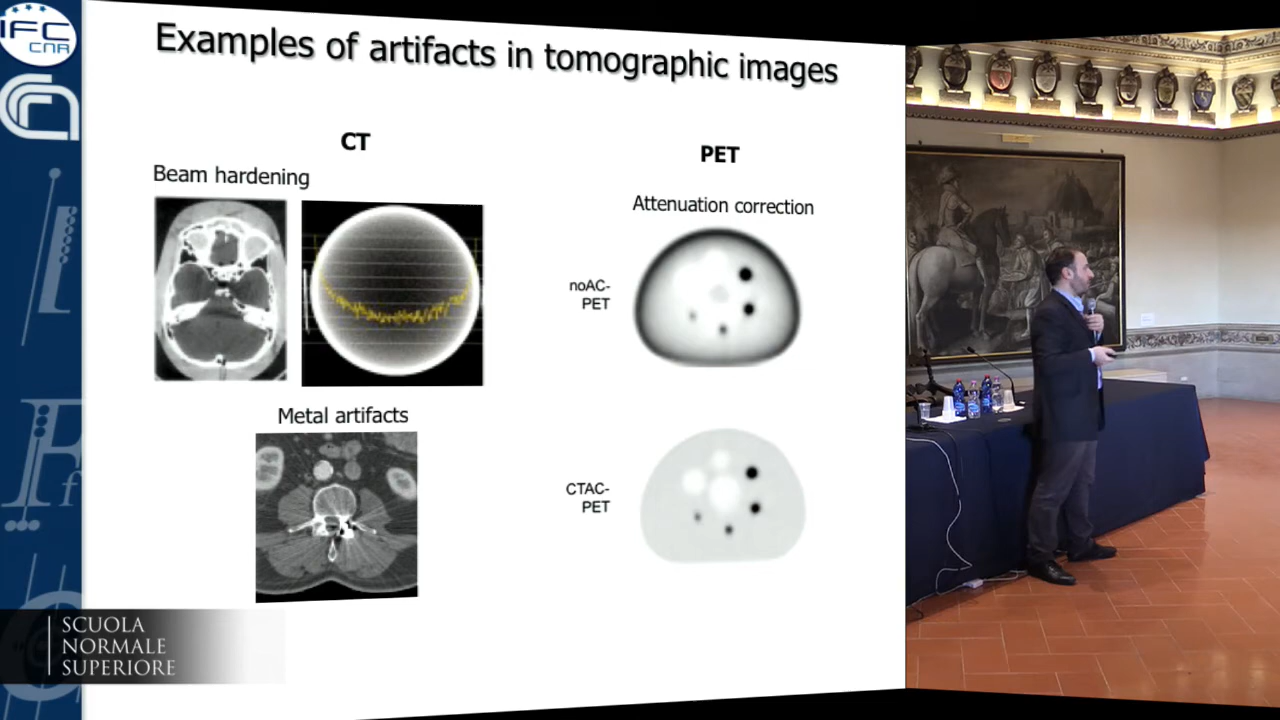 IFC
CNR
Examples of artifacts in tomographic images
CT
Beam hardening
Metal artifacts
PET
Attenuation correction
noAC-
PET
CTAC-
PET
SCUOLA
NORMALE
SUPERIORE